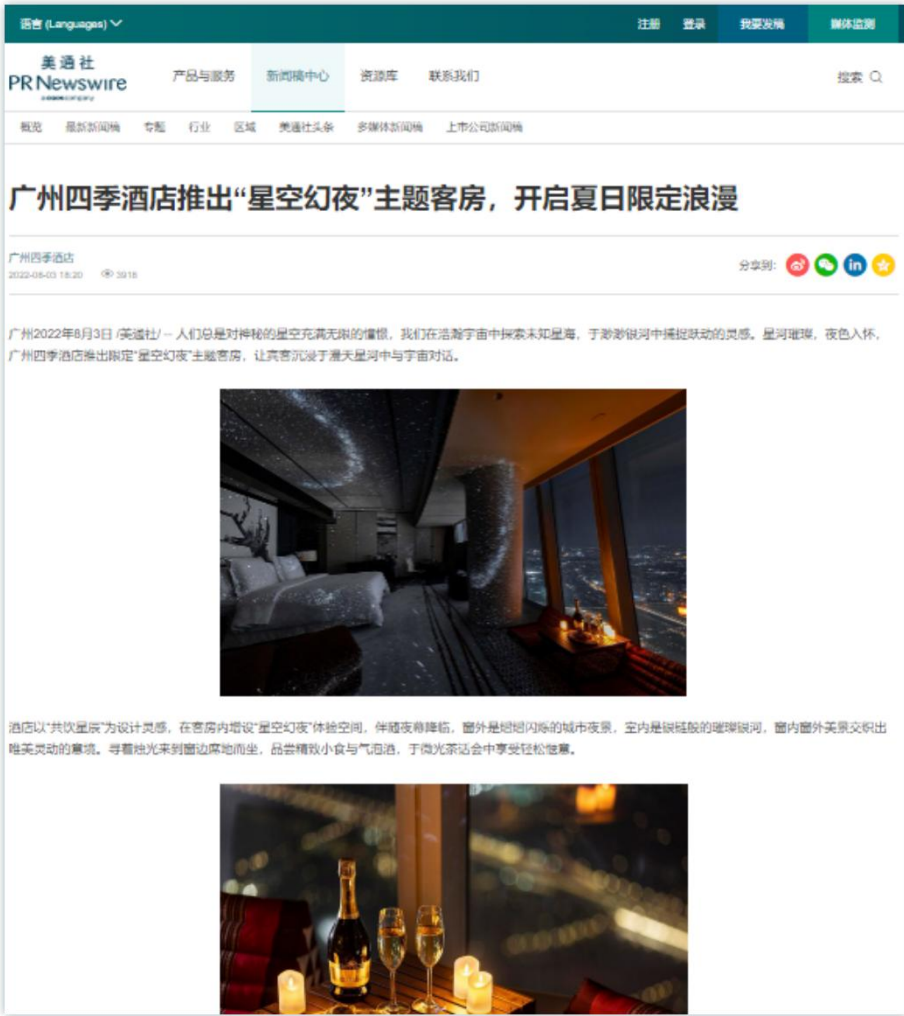 语言 (Languages)
注册
登录
我要发稿
媒体监测
美通社
PR Newswire
产品与服务
新闻稿中心
资源库
联系我们
搜索
概览
最新新闻稿
专题
行业
区域
美通社头条
多媒体新闻稿
上市公司新闻稿
广州四季酒店推出“星空幻夜”主题客房，开启夏日限定浪漫
广州四季酒店
2022-08-03 18:20
3918
分享到:
广州2022年8月3日 /美通社/ -- 人们总是对神秘的星空充满无限的憧憬，我们在浩瀚宇宙中探索未知星海，于渺渺银河中捕捉跃动的灵感。星河璀璨，夜色入怀，
广州四季酒店推出限定“星空幻夜”主题客房，让宾客沉浸于漫天星河中与宇宙对话。
酒店以“共饮星辰”为设计灵感，在客房内增设“星空幻夜”体验空间，伴随夜幕降临，窗外是熠熠闪烁的城市夜景，室内是银链般的璀璨银河，窗内窗外美景交织出
唯美灵动的意境。寻着烛光来到窗边席地而坐，品尝精致小食与气泡酒，于微光茶话会中享受轻松惬意。